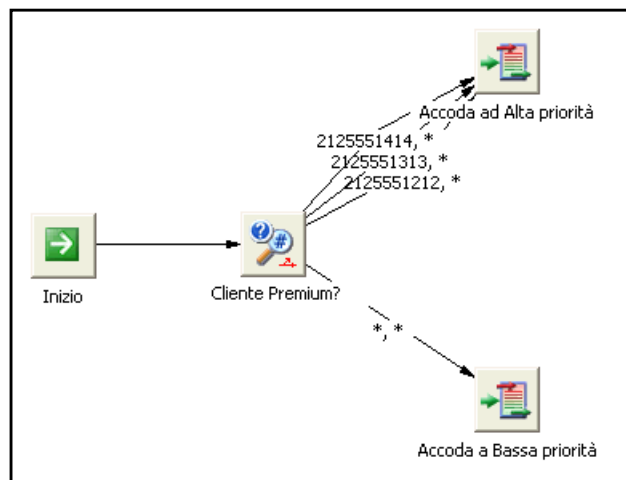 Accoda ad Alta priorità
2125551414, *
2125551313, *
2125551212, *
Inizio
Cliente Premium?
*, *
Accoda a Bassa priorità